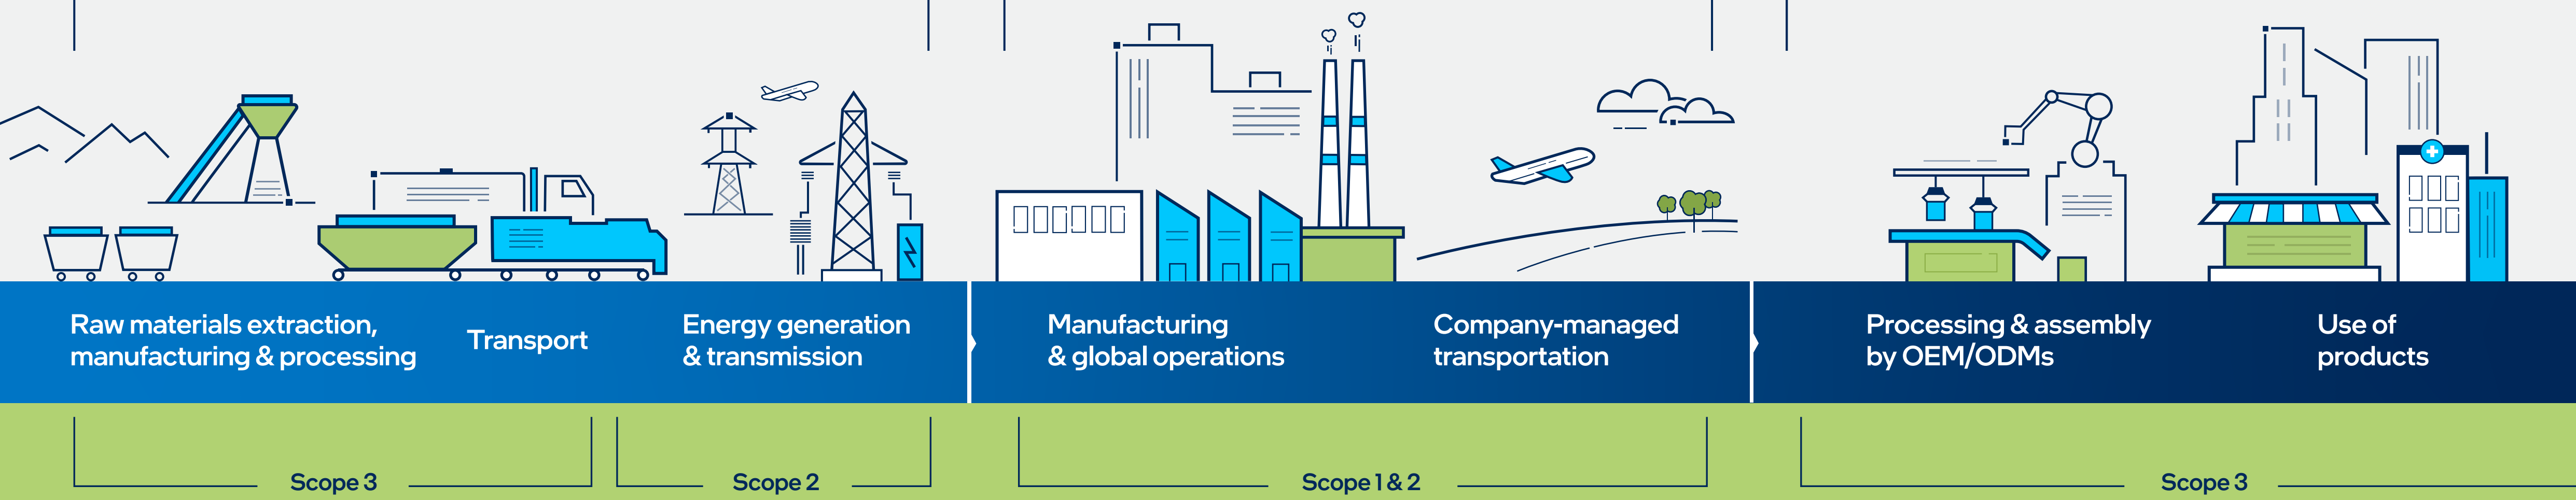 Raw materials extraction,
manufacturing & processing
Transport
Energy generation
& transmission
Manufacturing
& global operations
Company-managed
transportation
Processing & assembly
by OEM/ODMs
Use of
products
Scope 3
Scope 2
Scope 1 & 2
Scope 3